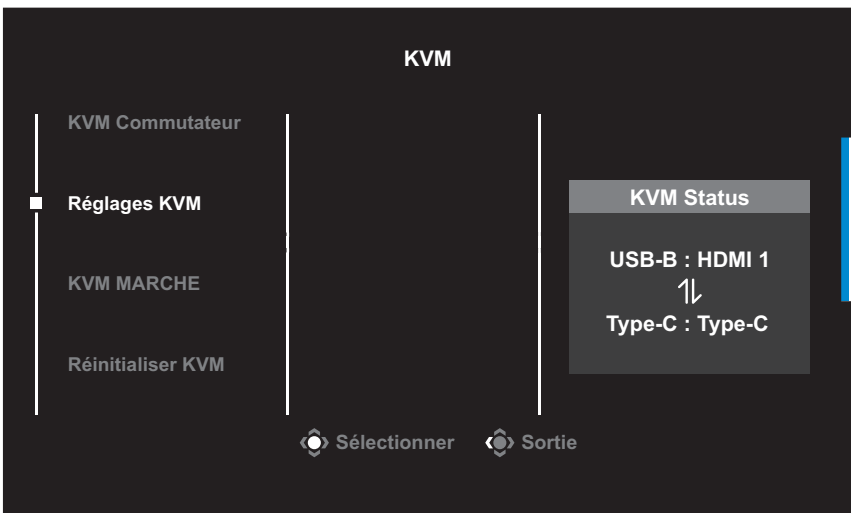 KVM
KVM Commutateur
Réglages KVM
KVM MARCHE
Réinitialiser KVM
KVM Status
USB-B : HDMI 1
Type-C : Type-C
Sélectionner
Sortie